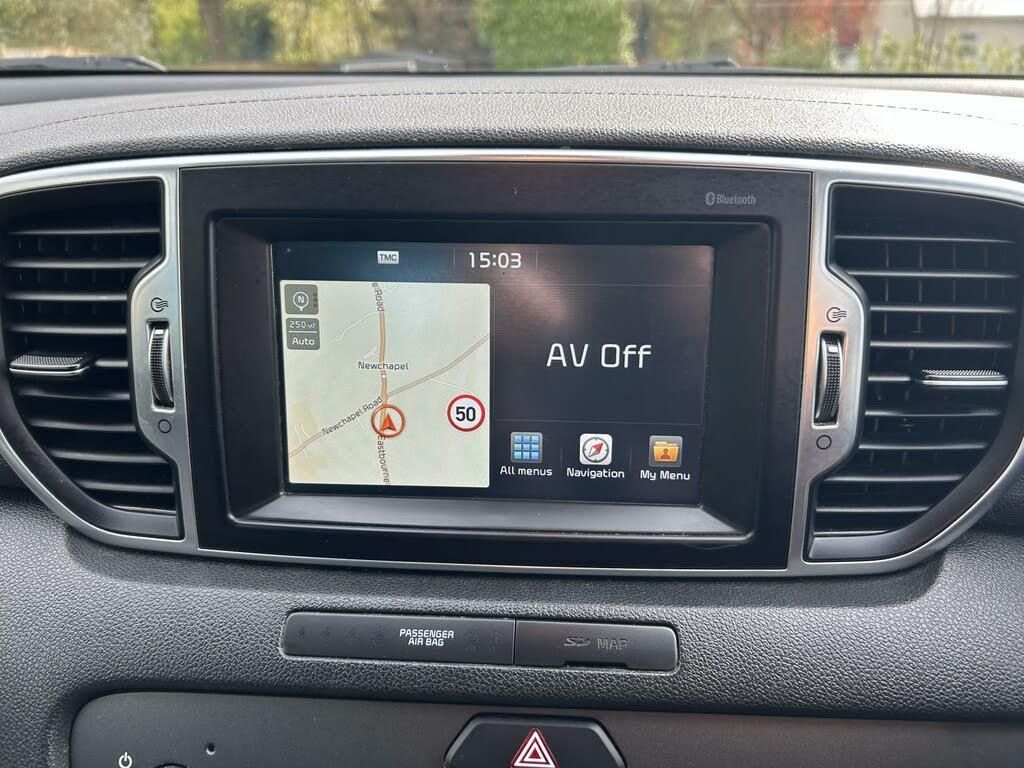 Bluetooth
TMC
15:03
N
250 yd
Auto
e Road
Newchapel
Newchapel Road
Eastbourne
50
AV Off
All menus
Navigation
My Menu
PASSENGER
AIR BAG
SD MAP